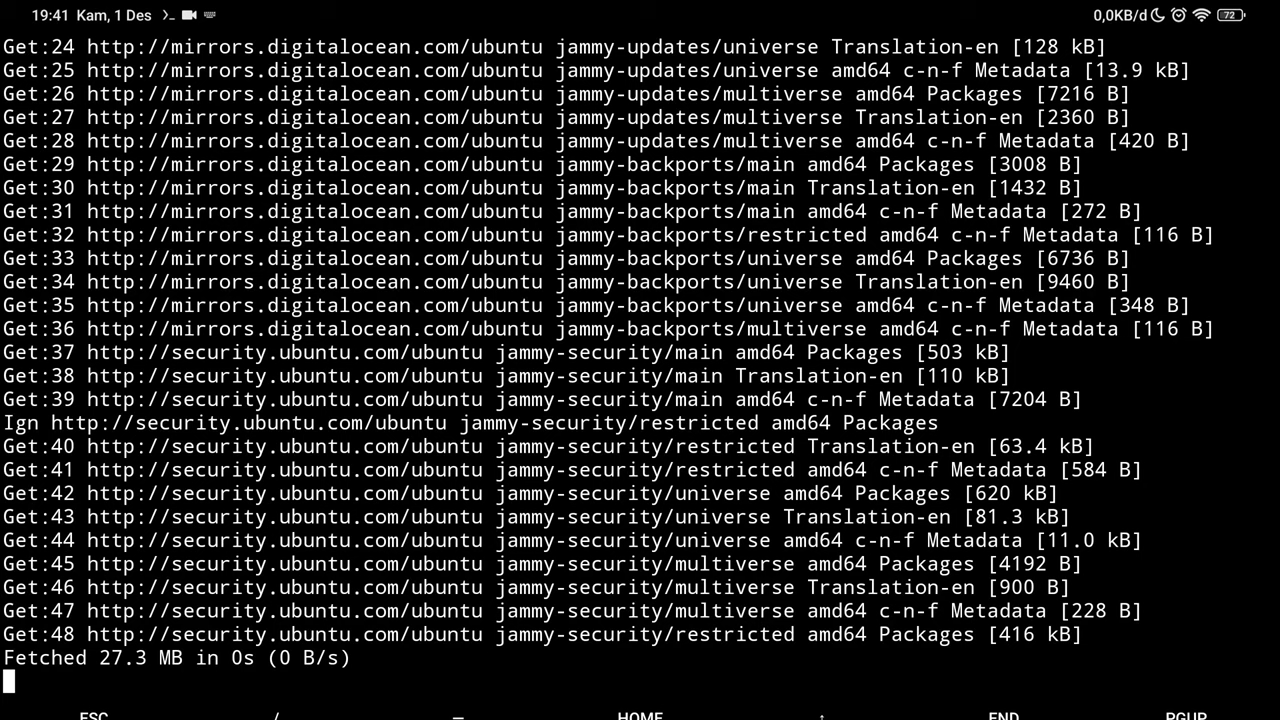 19:41 Kam, 1 Des >_ 0,0KB/d 72
Get:24 http://mirrors.digitalocean.com/ubuntu jammy-updates/universe Translation-en [128 kB]
Get:25 http://mirrors.digitalocean.com/ubuntu jammy-updates/universe amd64 c-n-f Metadata [13.9 kB]
Get:26 http://mirrors.digitalocean.com/ubuntu jammy-updates/multiverse amd64 Packages [7216 B]
Get:27 http://mirrors.digitalocean.com/ubuntu jammy-updates/multiverse Translation-en [2360 B]
Get:28 http://mirrors.digitalocean.com/ubuntu jammy-updates/multiverse amd64 c-n-f Metadata [420 B]
Get:29 http://mirrors.digitalocean.com/ubuntu jammy-backports/main amd64 Packages [3008 B]
Get:30 http://mirrors.digitalocean.com/ubuntu jammy-backports/main Translation-en [1432 B]
Get:31 http://mirrors.digitalocean.com/ubuntu jammy-backports/main amd64 c-n-f Metadata [272 B]
Get:32 http://mirrors.digitalocean.com/ubuntu jammy-backports/restricted amd64 c-n-f Metadata [116 B]
Get:33 http://mirrors.digitalocean.com/ubuntu jammy-backports/universe amd64 Packages [6736 B]
Get:34 http://mirrors.digitalocean.com/ubuntu jammy-backports/universe Translation-en [9460 B]
Get:35 http://mirrors.digitalocean.com/ubuntu jammy-backports/universe amd64 c-n-f Metadata [348 B]
Get:36 http://mirrors.digitalocean.com/ubuntu jammy-backports/multiverse amd64 c-n-f Metadata [116 B]
Get:37 http://security.ubuntu.com/ubuntu jammy-security/main amd64 Packages [503 kB]
Get:38 http://security.ubuntu.com/ubuntu jammy-security/main Translation-en [110 kB]
Get:39 http://security.ubuntu.com/ubuntu jammy-security/main amd64 c-n-f Metadata [7204 B]
Ign http://security.ubuntu.com/ubuntu jammy-security/restricted amd64 Packages
Get:40 http://security.ubuntu.com/ubuntu jammy-security/restricted Translation-en [63.4 kB]
Get:41 http://security.ubuntu.com/ubuntu jammy-security/restricted amd64 c-n-f Metadata [584 B]
Get:42 http://security.ubuntu.com/ubuntu jammy-security/universe amd64 Packages [620 kB]
Get:43 http://security.ubuntu.com/ubuntu jammy-security/universe Translation-en [81.3 kB]
Get:44 http://security.ubuntu.com/ubuntu jammy-security/universe amd64 c-n-f Metadata [11.0 kB]
Get:45 http://security.ubuntu.com/ubuntu jammy-security/multiverse amd64 Packages [4192 B]
Get:46 http://security.ubuntu.com/ubuntu jammy-security/multiverse Translation-en [900 B]
Get:47 http://security.ubuntu.com/ubuntu jammy-security/multiverse amd64 c-n-f Metadata [228 B]
Get:48 http://security.ubuntu.com/ubuntu jammy-security/restricted amd64 Packages [416 kB]
Fetched 27.3 MB in 0s (0 B/s)
ESC / — HOME ↑ END PGUP